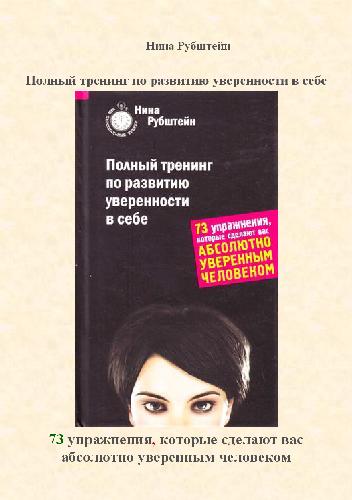 Нина Рубштейн
Полный тренинг по развитию уверенности в себе
Нина
Рубштейн
Полный тренинг
по развитию
уверенности
в себе
73 упражнения,
которые сделают вас
АБСОЛЮТНО
УВЕРЕННЫМ
ЧЕЛОВЕКОМ
73 упражнения, которые сделают вас
абсолютно уверенным человеком